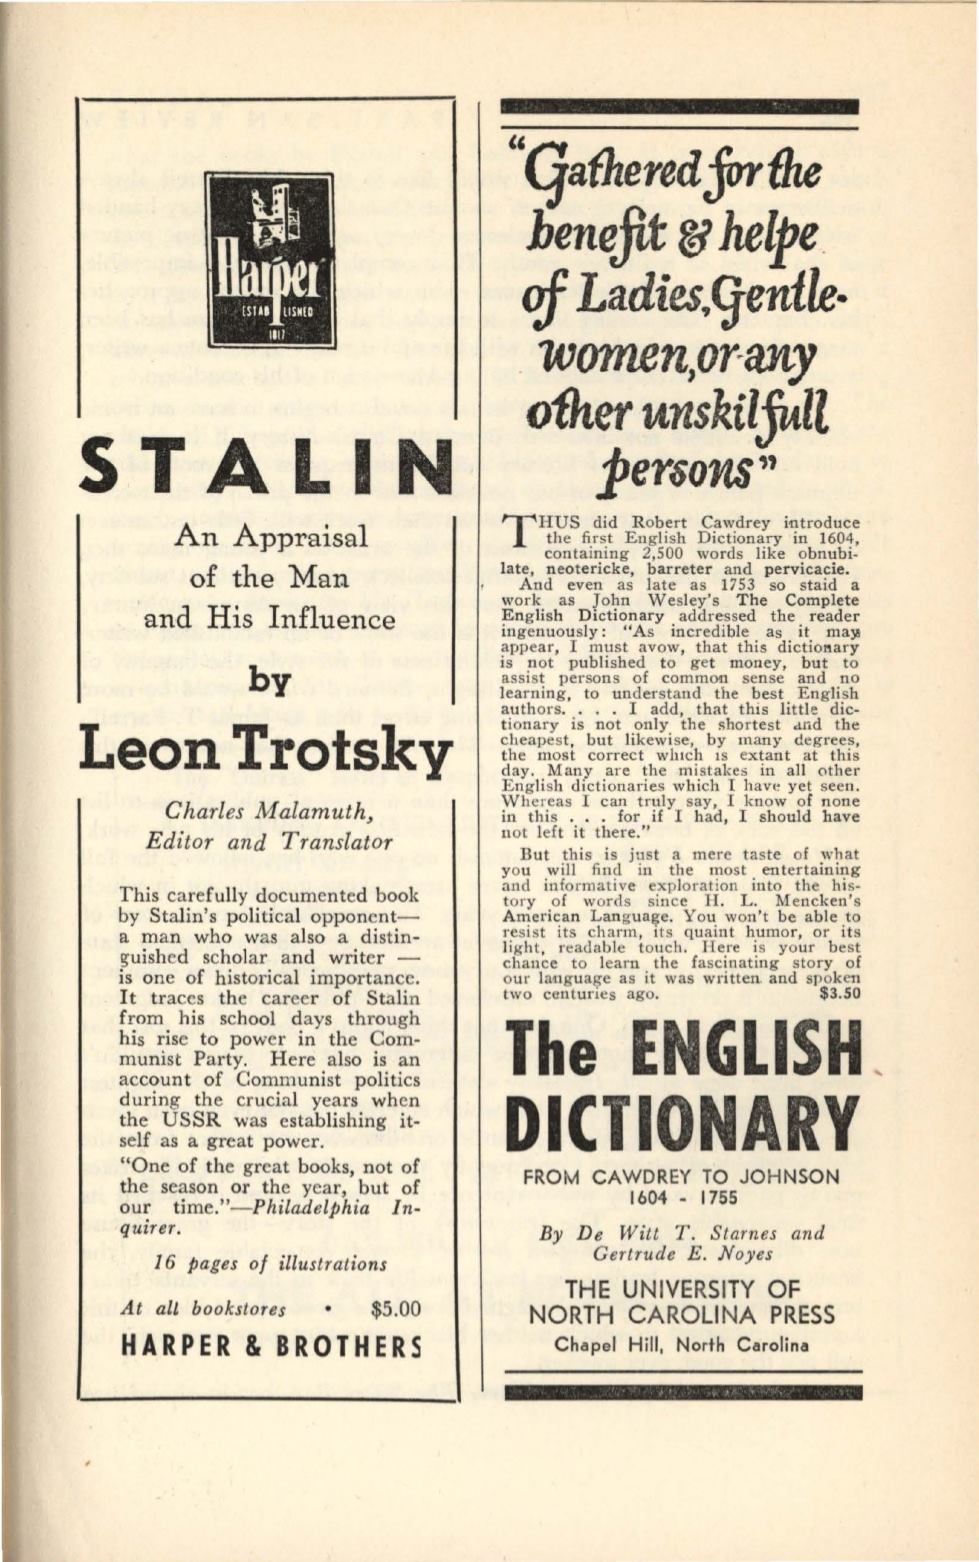 Harper
ESTABLISHED
1817
STALIN
An Appraisal
of the Man
and His Influence
by
Leon Trotsky
Charles Malamuth,
Editor and Translator
This carefully documented book
by Stalin's political opponent—
a man who was also a distin-
guished scholar and writer —
is one of historical importance.
It traces the career of Stalin
from his school days through
his rise to power in the Com-
munist Party. Here also is an
account of Communist politics
during the crucial years when
the USSR was establishing it-
self as a great power.
"One of the great books, not of
the season or the year, but of
our time."—Philadelphia In-
quirer.
16 pages of illustrations
At all bookstores • $5.00
HARPER & BROTHERS
"Gathered for the
benefit & helpe
of Ladies, Gentle-
women, or any
other unskilfull
persons"
THUS did Robert Cawdrey introduce
the first English Dictionary in 1604,
containing 2,500 words like obnubi-
late, neotericke, barreter and pervicacie.
And even as late as 1753 so staid a
work as John Wesley's The Complete
English Dictionary addressed the reader
ingenuously: "As incredible as it may
appear, I must avow, that this dictionary
is not published to get money, but to
assist persons of common sense and no
learning, to understand the best English
authors. . . . I add, that this little dic-
tionary is not only the shortest and the
cheapest, but likewise, by many degrees,
the most correct which is extant at this
day. Many are the mistakes in all other
English dictionaries which I have yet seen.
Whereas I can truly say, I know of none
in this . . . for if I had, I should have
not left it there."
But this is just a mere taste of what
you will find in the most entertaining
and informative exploration into the his-
tory of words since H. L. Mencken's
American Language. You won't be able to
resist its charm, its quaint humor, or its
light, readable touch. Here is your best
chance to learn the fascinating story of
our language as it was written and spoken
two centuries ago. $3.50
The ENGLISH
DICTIONARY
FROM CAWDREY TO JOHNSON
1604 - 1755
By De Witt T. Starnes and
Gertrude E. Noyes
THE UNIVERSITY OF
NORTH CAROLINA PRESS
Chapel Hill, North Carolina